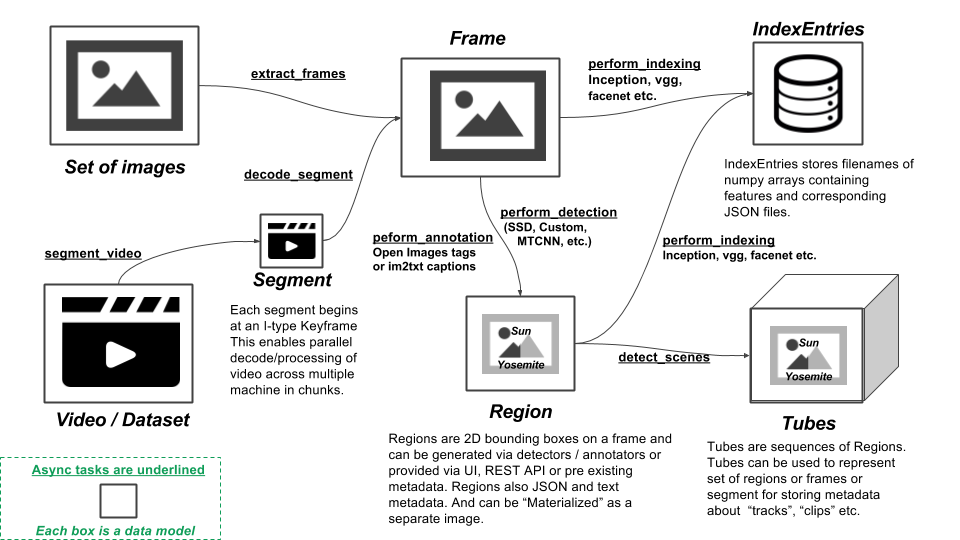 IndexEntries
Frame
extract_frames
perform_indexing
Inception, vgg,
facenet etc.
Set of images
decode_segment
IndexEntries stores filenames of
numpy arrays containing
features and corresponding
JSON files.
segment_video
Segment
peform_annotation
Open Images tags
or im2txt captions
perform_detection
(SSD, Custom,
MTCNN, etc.)
perform_indexing
Inception, vgg, facenet etc.
Each segment begins
at an I-type Keyframe
This enables parallel
decode/processing of
video across multiple
machine in chunks.
Video / Dataset
Sun
Yosemite
detect_scenes
Sun
Yosemite
Region
Regions are 2D bounding boxes on a frame and
can be generated via detectors / annotators or
provided via UI, REST API or pre existing
metadata. Regions also JSON and text
metadata. And can be “Materialized” as a
separate image.
Tubes
Tubes are sequences of Regions.
Tubes can be used to represent
set of regions or frames or
segment for storing metadata
about “tracks”, “clips” etc.
Async tasks are underlined
Each box is a data model